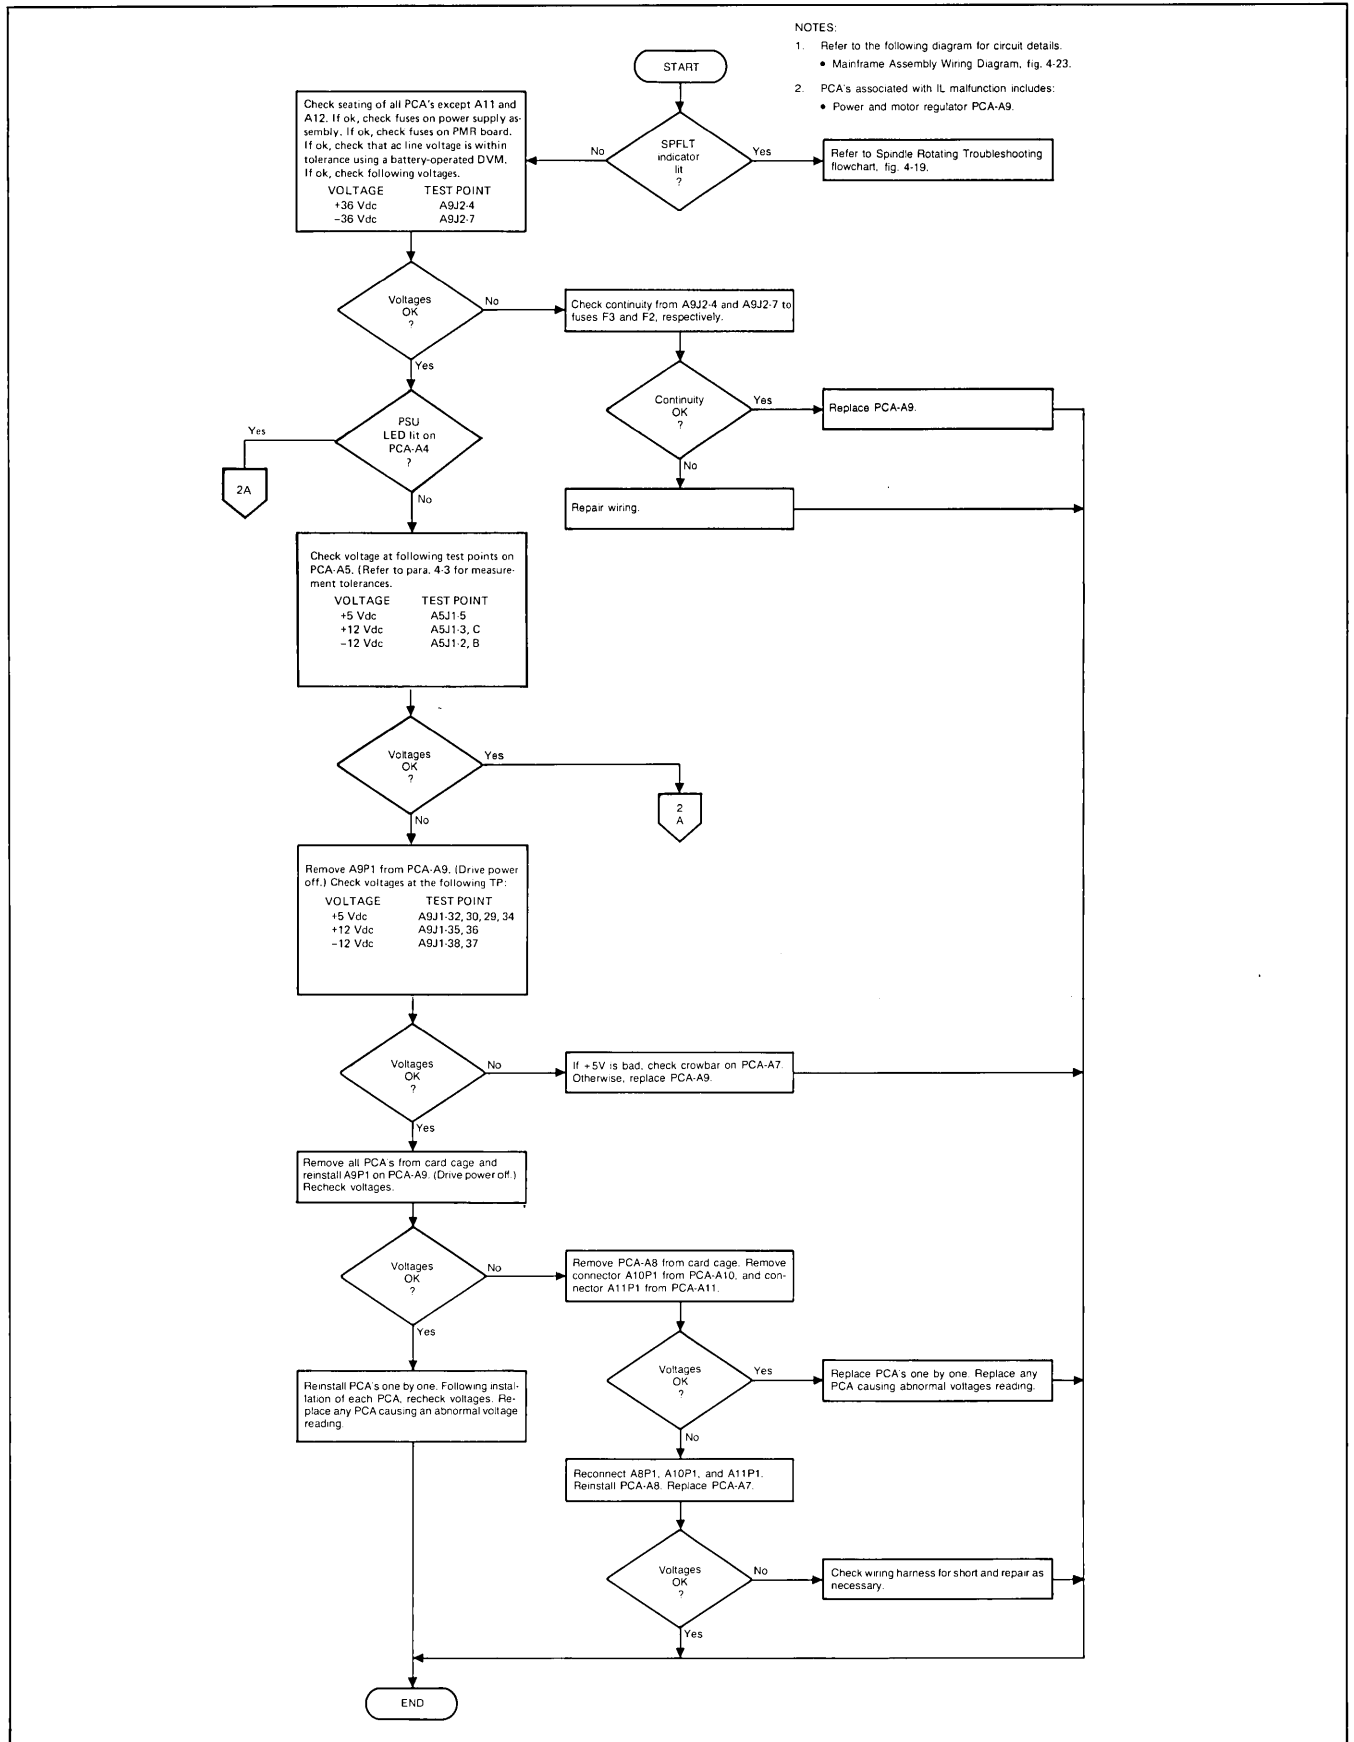 NOTES:
1. Refer to the following diagram for circuit details.
• Mainframe Assembly Wiring Diagram, fig. 4-23.
2. PCA's associated with IL malfunction includes:
• Power and motor regulator PCA-A9.
START
SPFLT
indicator
lit
?
No
Yes
Refer to Spindle Rotating Troubleshooting
flowchart, fig. 4-19.
Check seating of all PCA's except A11 and
A12. If ok, check fuses on power supply as-
sembly. If ok, check fuses on PMR board.
If ok, check that ac line voltage is within
tolerance using a battery-operated DVM.
If ok, check following voltages.
VOLTAGE TEST POINT
+36 Vdc A9J2-4
−36 Vdc A9J2-7
Voltages
OK
?
No
Yes
Check continuity from A9J2-4 and A9J2-7 to
fuses F3 and F2, respectively.
Continuity
OK
?
Yes
No
Replace PCA-A9.
Repair wiring.
PSU
LED lit on
PCA-A4
?
Yes
No
2A
Check voltage at following test points on
PCA-A5. (Refer to para. 4-3 for measure-
ment tolerances.
VOLTAGE TEST POINT
+5 Vdc A5J1-5
+12 Vdc A5J1-3, C
−12 Vdc A5J1-2, B
Voltages
OK
?
Yes
No
2
A
Remove A9P1 from PCA-A9. (Drive power
off.) Check voltages at the following TP:
VOLTAGE TEST POINT
+5 Vdc A9J1-32, 30, 29, 34
+12 Vdc A9J1-35, 36
−12 Vdc A9J1-38, 37
Voltages
OK
?
No
Yes
If +5V is bad, check crowbar on PCA-A7.
Otherwise, replace PCA-A9.
Remove all PCA's from card cage and
reinstall A9P1 on PCA-A9. (Drive power off.)
Recheck voltages.
Voltages
OK
?
No
Yes
Remove PCA-A8 from card cage. Remove
connector A10P1 from PCA-A10, and con-
nector A11P1 from PCA-A11.
Reinstall PCA's one by one. Following instal-
lation of each PCA, recheck voltages. Re-
place any PCA causing an abnormal voltage
reading.
Voltages
OK
?
Yes
No
Replace PCA's one by one. Replace any
PCA causing abnormal voltages reading.
Reconnect A8P1, A10P1, and A11P1.
Reinstall PCA-A8. Replace PCA-A7.
Voltages
OK
?
No
Yes
Check wiring harness for short and repair as
necessary.
END